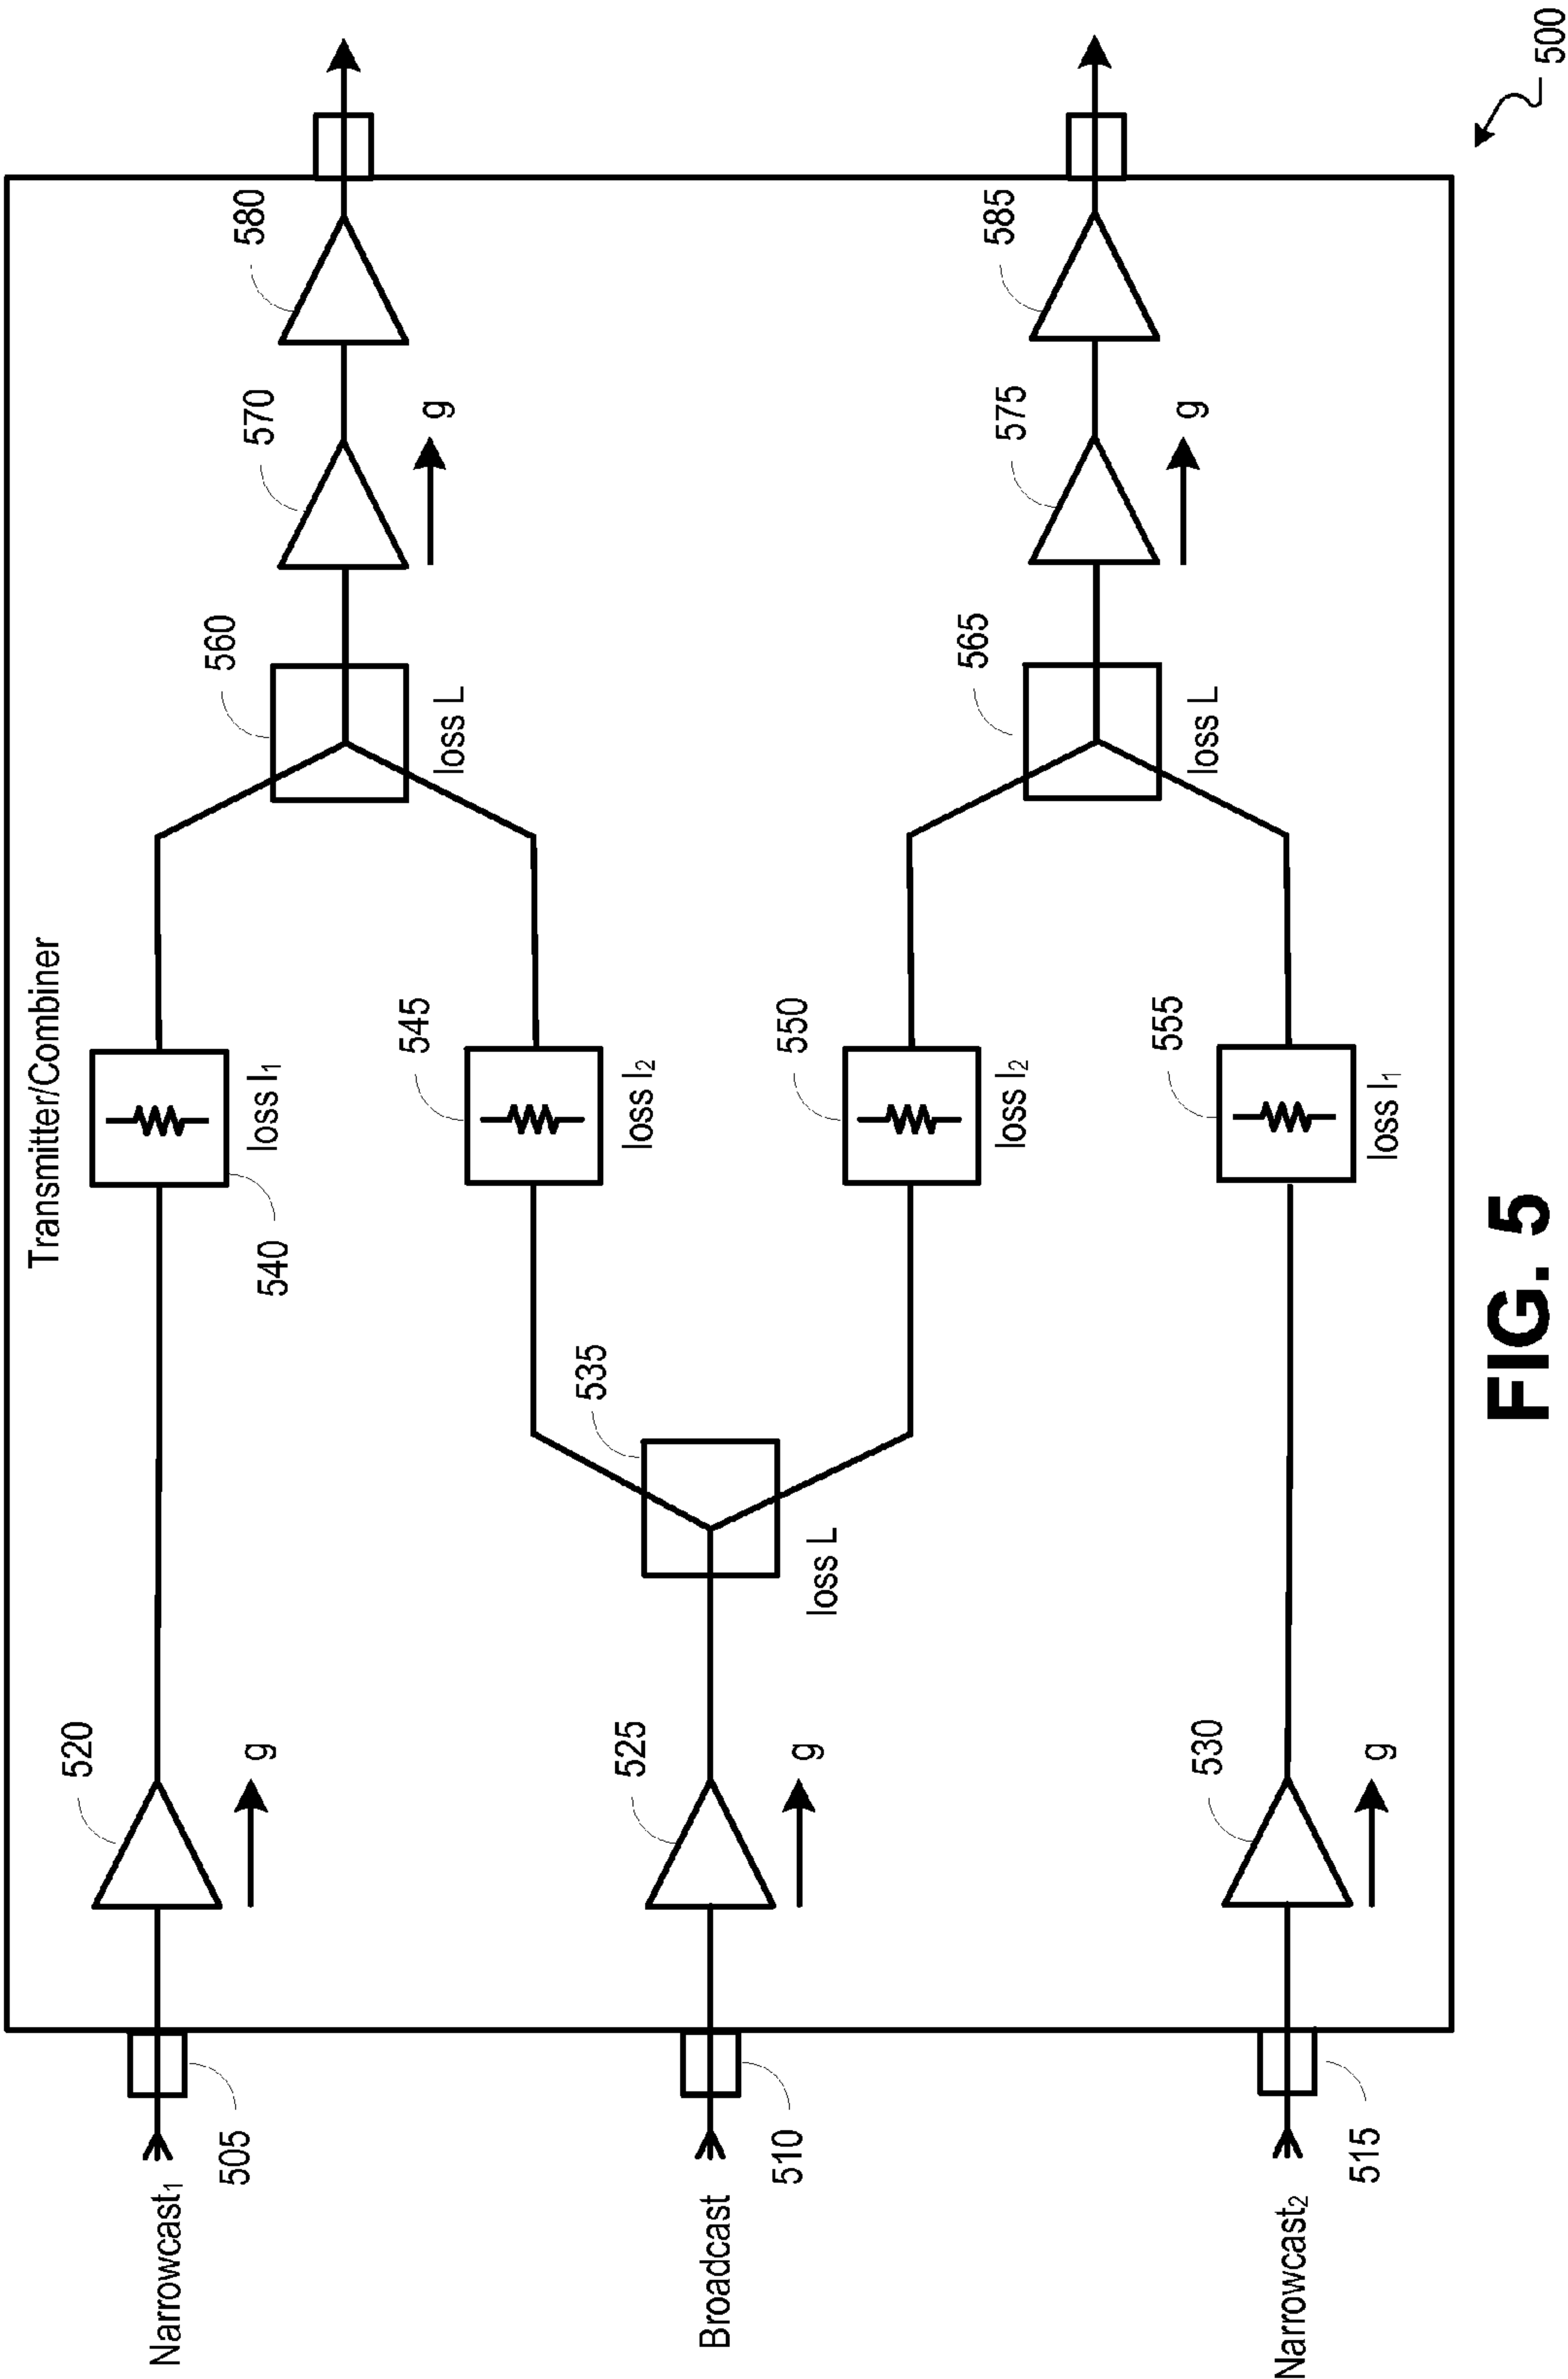 Transmitter/Combiner
Narrowcast₁
505
520
g
540
loss l₁
560
loss L
570
g
580
545
loss l₂
Broadcast
510
525
g
535
loss L
550
loss l₂
565
loss L
575
g
585
Narrowcast₂
515
530
g
555
loss l₁
500
FIG. 5